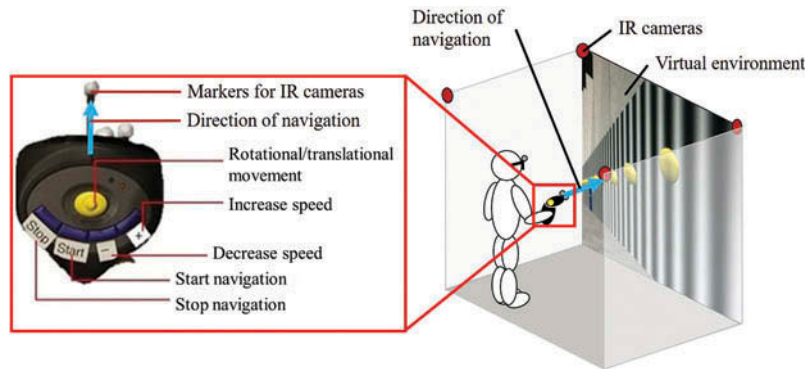 Direction of
navigation
IR cameras
Virtual environment
Markers for IR cameras
Direction of navigation
Rotational/translational
movement
Increase speed
Decrease speed
Start navigation
Stop navigation
Stop
Start
−
+